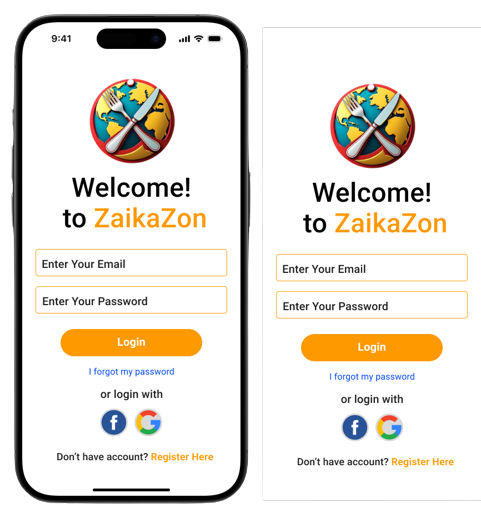 9:41
Welcome!
to ZaikaZon
Enter Your Email
Enter Your Password
Login
I forgot my password
or login with
f G
Don't have account? Register Here
Welcome!
to ZaikaZon
Enter Your Email
Enter Your Password
Login
I forgot my password
or login with
f G
Don't have account? Register Here